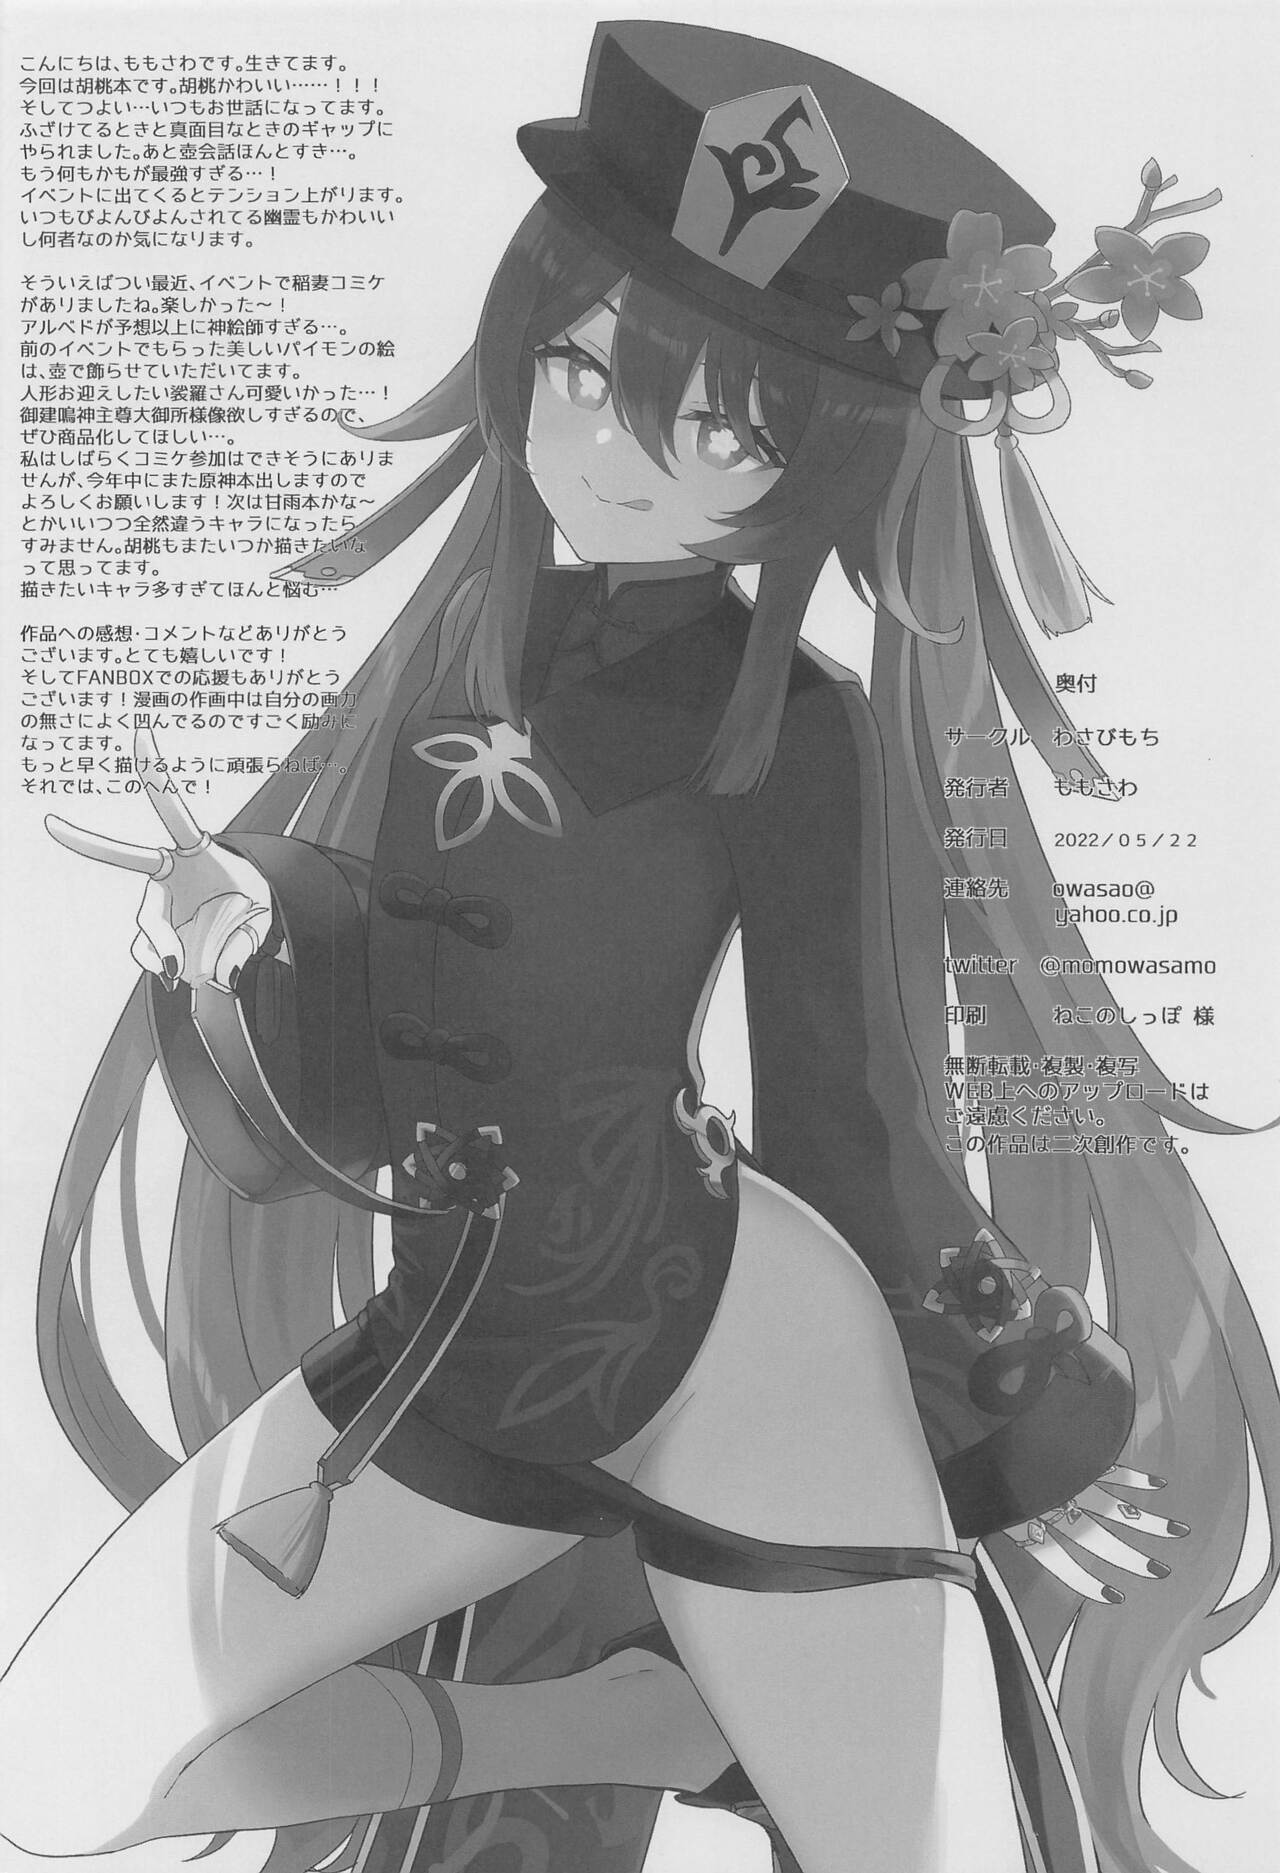 こんにちは、ももさわです。生きてます。
今回は胡桃本です。胡桃かわいい……！！！
そしてつよい…いつもお世話になってます。
ふざけてるときと真面目なときのギャップに
やられました。あと壺会話ほんとすき…。
もう何もかもが最強すぎる…！
イベントに出てくるとテンション上がります。
いつもびよんびよんされてる幽霊もかわいい
し何者なのか気になります。
そういえばつい最近、イベントで稲妻コミケ
がありましたね。楽しかった～！
アルベドが予想以上に神絵師すぎる…。
前のイベントでもらった美しいパイモンの絵
は、壺で飾らせていただいてます。
人形お迎えしたい裟羅さん可愛いかった…！
御建鳴神主尊大御所様像欲しすぎるので、
ぜひ商品化してほしい…。
私はしばらくコミケ参加はできそうにありま
せんが、今年中にまた原神本出しますので
よろしくお願いします！次は甘雨本かな～
とかいいつつ全然違うキャラになったら
すみません。胡桃もまたいつか描きたいな
って思ってます。
描きたいキャラ多すぎてほんと悩む…
作品への感想・コメントなどありがとう
ございます。とても嬉しいです！
そしてFANBOXでの応援もありがとう
ございます！漫画の作画中は自分の画力
の無さによく凹んでるのですごく励みに
なってます。
もっと早く描けるように頑張らねば…。
それでは、このへんで！
奥付
サークル わさびもち
発行者 ももさわ
発行日 2022／05／22
連絡先 owasao@
yahoo.co.jp
twitter @momowasamo
印刷 ねこのしっぽ 様
無断転載・複製・複写
WEB上へのアップロードは
ご遠慮ください。
この作品は二次創作です。